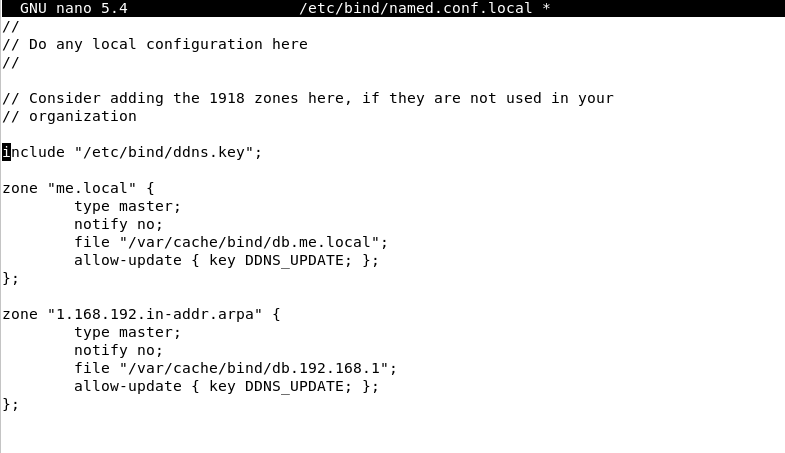 GNU nano 5.4 /etc/bind/named.conf.local *
//
// Do any local configuration here
//
// Consider adding the 1918 zones here, if they are not used in your
// organization
include "/etc/bind/ddns.key";
zone "me.local" {
type master;
notify no;
file "/var/cache/bind/db.me.local";
allow-update { key DDNS_UPDATE; };
};
zone "1.168.192.in-addr.arpa" {
type master;
notify no;
file "/var/cache/bind/db.192.168.1";
allow-update { key DDNS_UPDATE; };
};